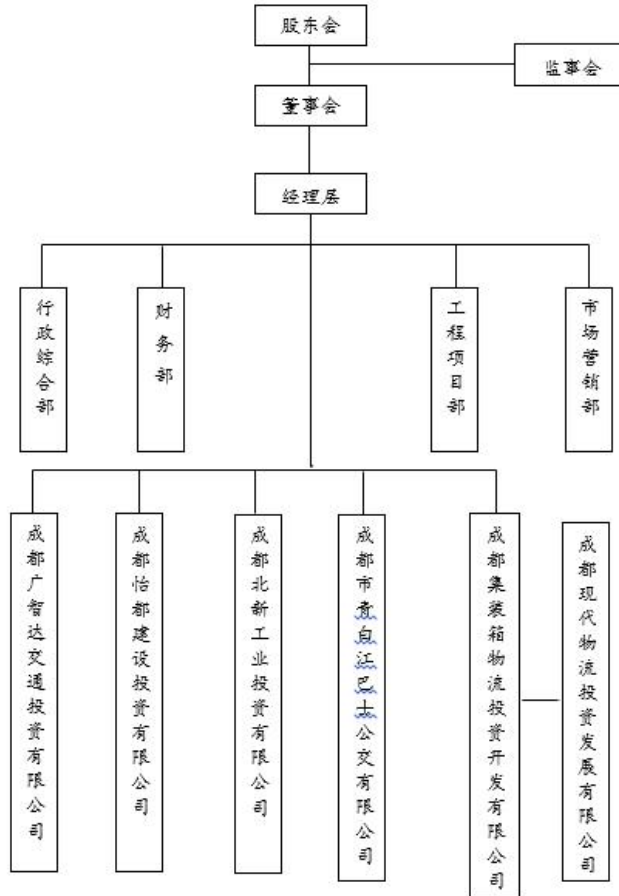 股东会
监事会
董事会
经理层
行政综合部
财务部
工程项目部
市场营销部
成都广智达交通投资有限公司
成都怡都建设投资有限公司
成都北新工业投资有限公司
成都市青白江巴士公交有限公司
成都集装箱物流投资开发有限公司
成都现代物流投资发展有限公司